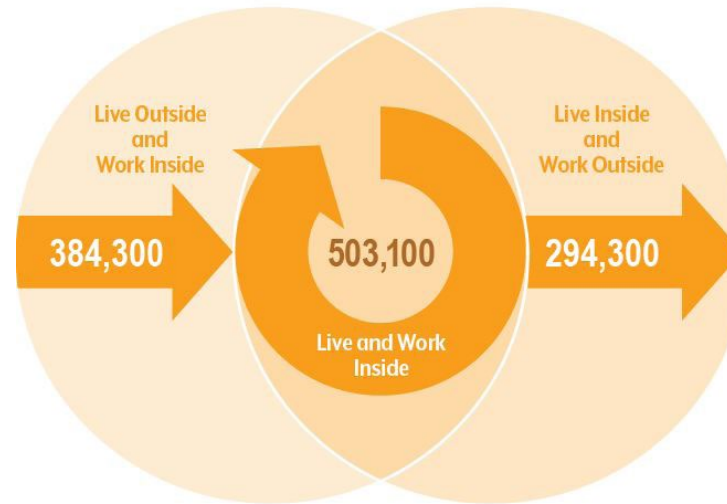 Live Outside
and
Work Inside
384,300
503,100
Live and Work
Inside
Live Inside
and
Work Outside
294,300